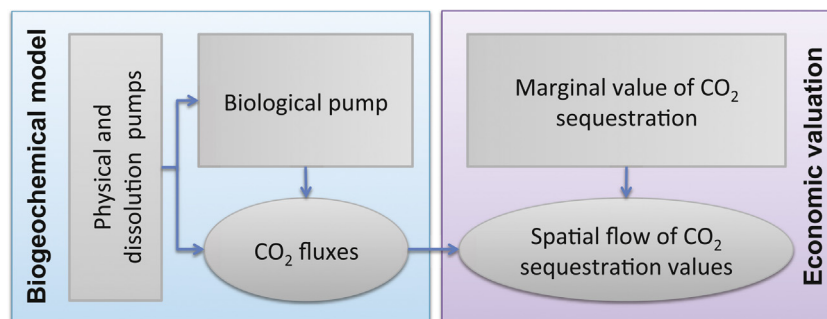 Biogeochemical model
Physical and
dissolution pumps
Biological pump
CO₂ fluxes
Marginal value of CO₂
sequestration
Spatial flow of CO₂
sequestration values
Economic valuation